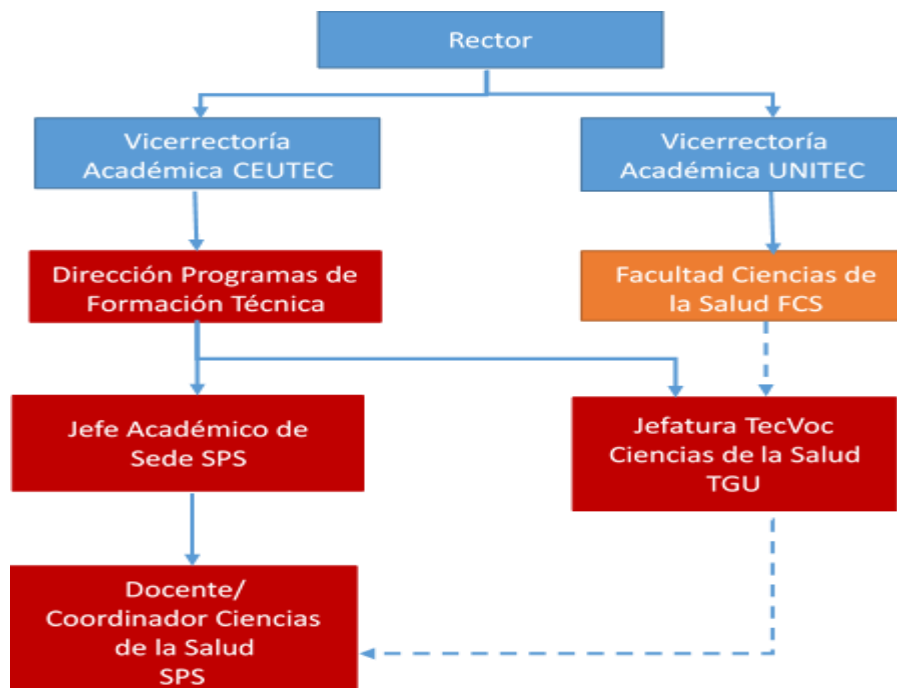 Rector
Vicerrectoría
Académica CEUTEC
Vicerrectoría
Académica UNITEC
Dirección Programas de
Formación Técnica
Facultad Ciencias de
la Salud FCS
Jefe Académico de
Sede SPS
Jefatura TecVoc
Ciencias de la Salud
TGU
Docente/
Coordinador Ciencias
de la Salud
SPS